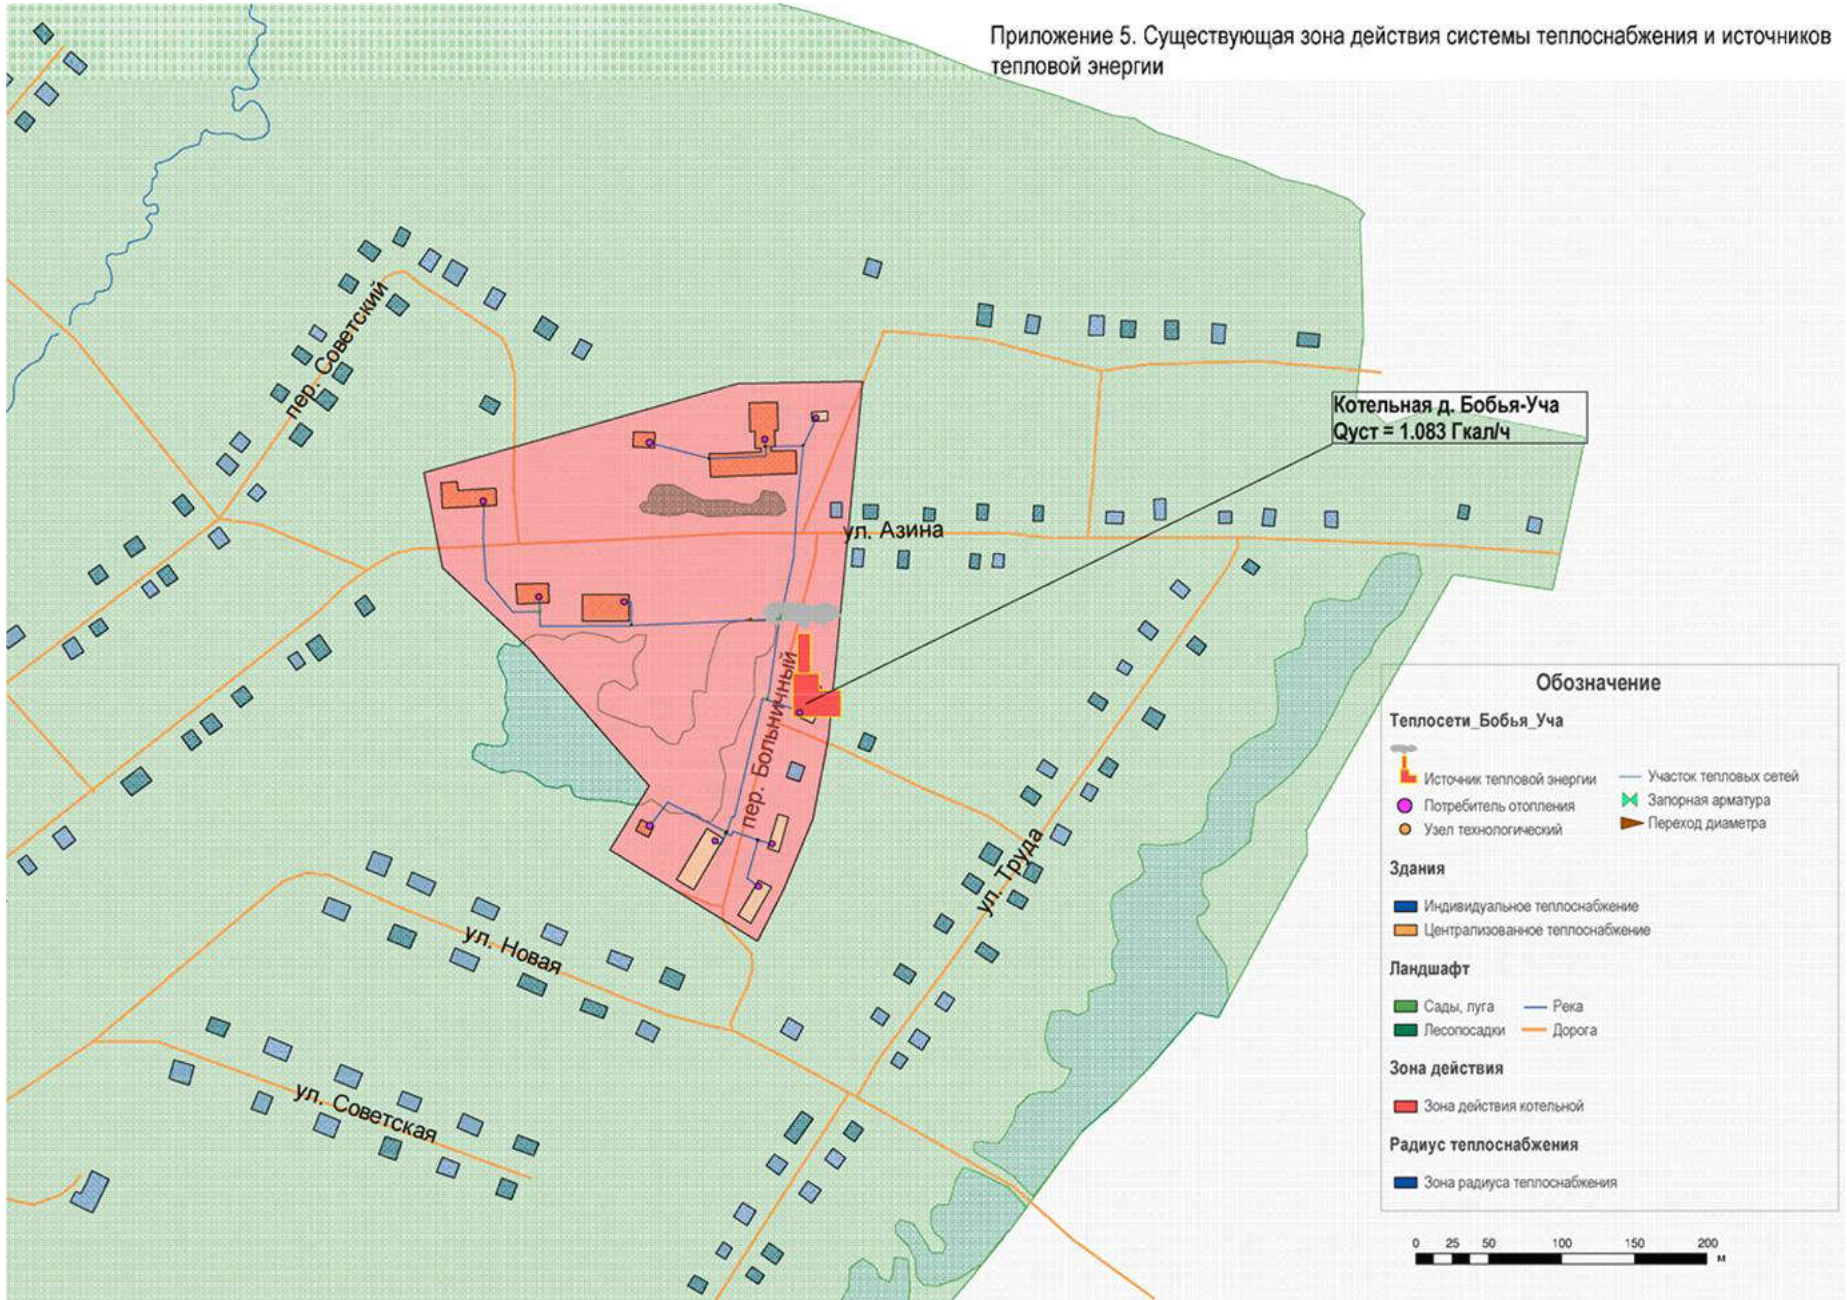 Приложение 5. Существующая зона действия системы теплоснабжения и источников
тепловой энергии
пер. Советский
Котельная д. Бобья-Уча
Qуст = 1.083 Гкал/ч
ул. Азина
пер. Больничный
ул. Труда
ул. Новая
ул. Советская
Обозначение
Теплосети_Бобья_Уча
Источник тепловой энергии
Участок тепловых сетей
Потребитель отопления
Запорная арматура
Узел технологический
Переход диаметра
Здания
Индивидуальное теплоснабжение
Централизованное теплоснабжение
Ландшафт
Сады, луга
Река
Лесопосадки
Дорога
Зона действия
Зона действия котельной
Радиус теплоснабжения
Зона радиуса теплоснабжения
0 25 50 100 150 200
м